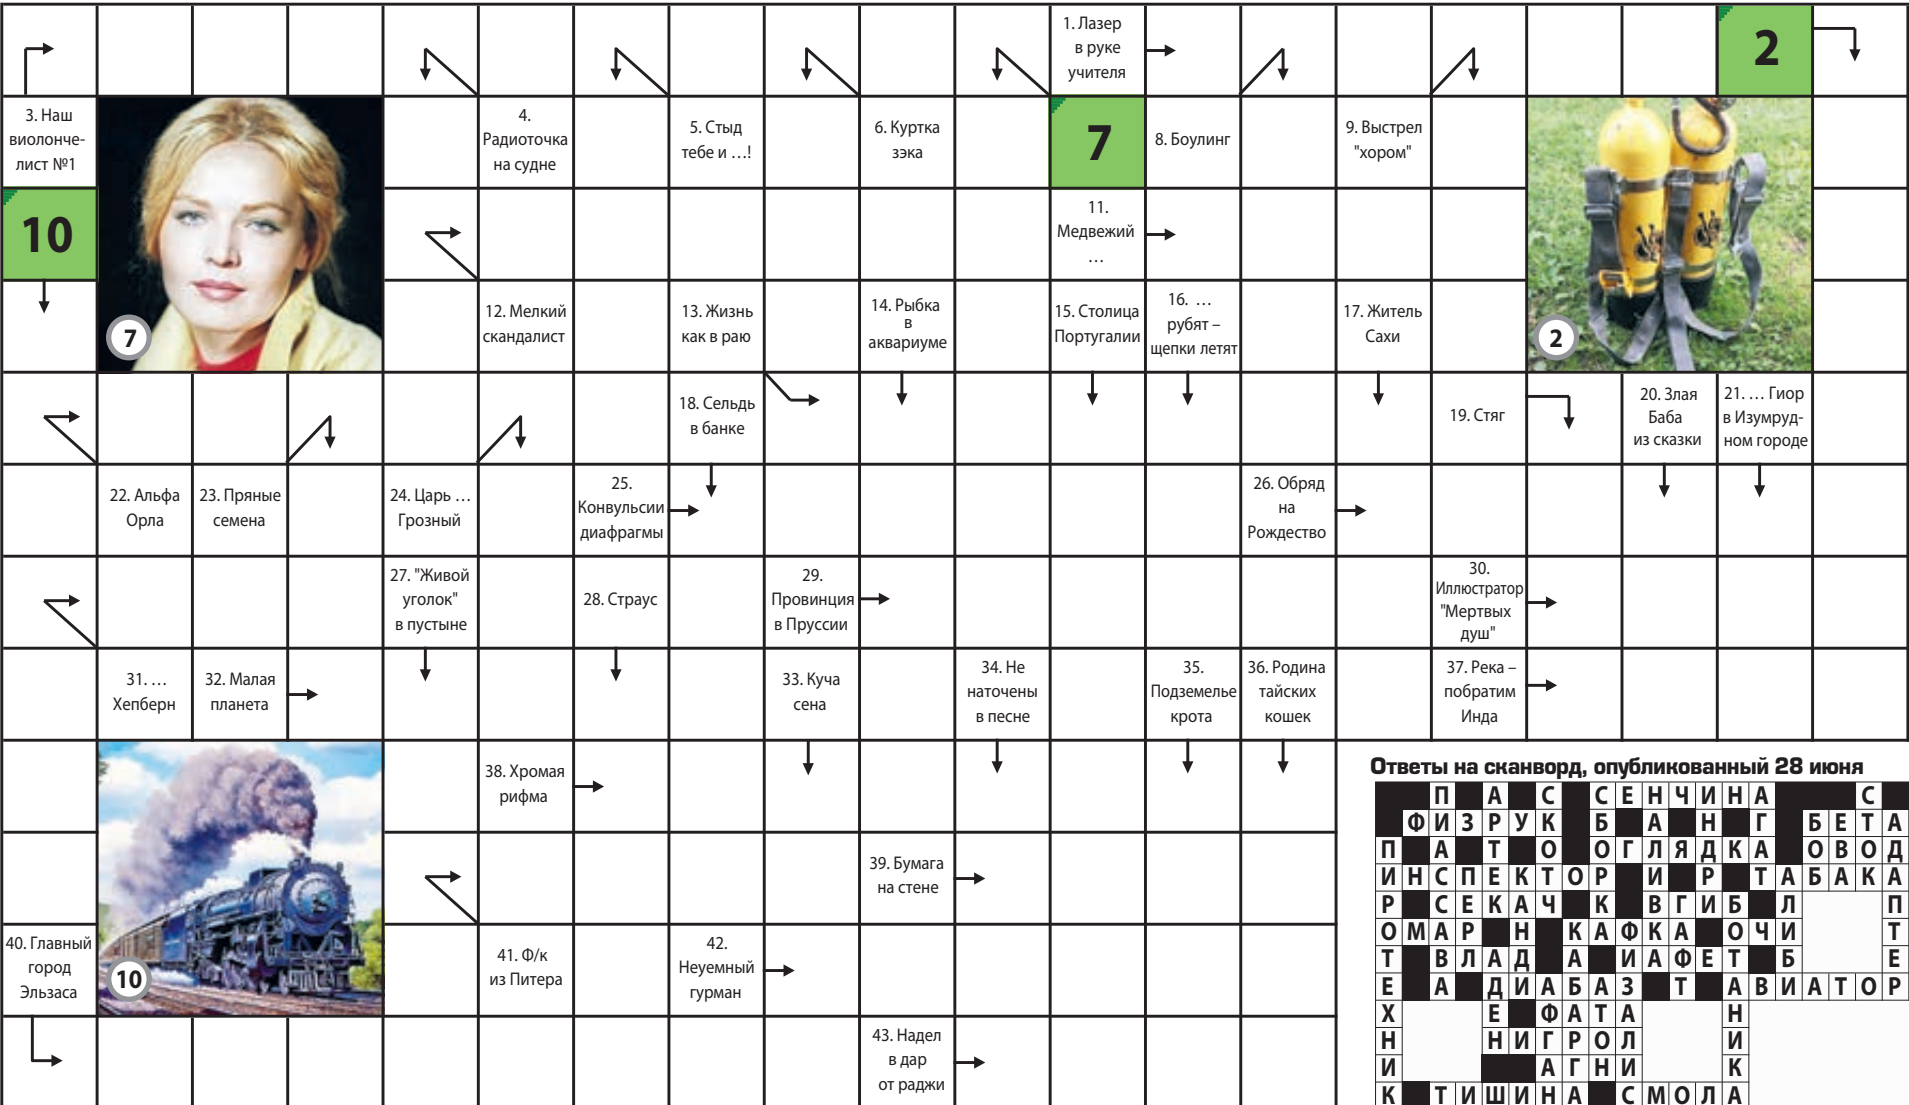 1. Лазер
в руке
учителя
2
3. Наш
виолонче-
лист №1
4.
Радиоточка
на судне
5. Стыд
тебе и …!
6. Куртка
зэка
7
8. Боулинг
9. Выстрел
"хором"
10
11.
Медвежий
…
7
12. Мелкий
скандалист
13. Жизнь
как в раю
14. Рыбка
в
аквариуме
15. Столица
Португалии
16. …
рубят –
щепки летят
17. Житель
Сахи
2
18. Сельдь
в банке
19. Стяг
20. Злая
Баба
из сказки
21. … Гиор
в Изумруд-
ном городе
22. Альфа
Орла
23. Пряные
семена
24. Царь …
Грозный
25.
Конвульсии
диафрагмы
26. Обряд
на
Рождество
27. "Живой
уголок"
в пустыне
28. Страус
29.
Провинция
в Пруссии
30.
Иллюстратор
"Мертвых
душ"
31. …
Хепберн
32. Малая
планета
33. Куча
сена
34. Не
наточены
в песне
35.
Подземелье
крота
36. Родина
тайских
кошек
37. Река –
побратим
Инда
38. Хромая
рифма
39. Бумага
на стене
40. Главный
город
Эльзаса
10
41. Ф/к
из Питера
42.
Неуемный
гурман
43. Надел
в дар
от раджи
Ответы на сканворд, опубликованный 28 июня
П А С СЕНЧИНА С
ФИЗРУК Б А Н Г БЕТА
П А Т О ОГЛЯДКА ОВОД
ИНСПЕКТОР И Р ТАБАКА
Р СЕКАЧ К ВГИБ Л П
ОМАР Н КАФКА ОЧИ Т
Т ВЛАД А ИАФЕТ Б Е
Е А ДИАБАЗ Т АВИАТОР
Х Е ФАТА Н
Н НИГРОЛ И
И АГНИ К
К ТИШИНА СМОЛА